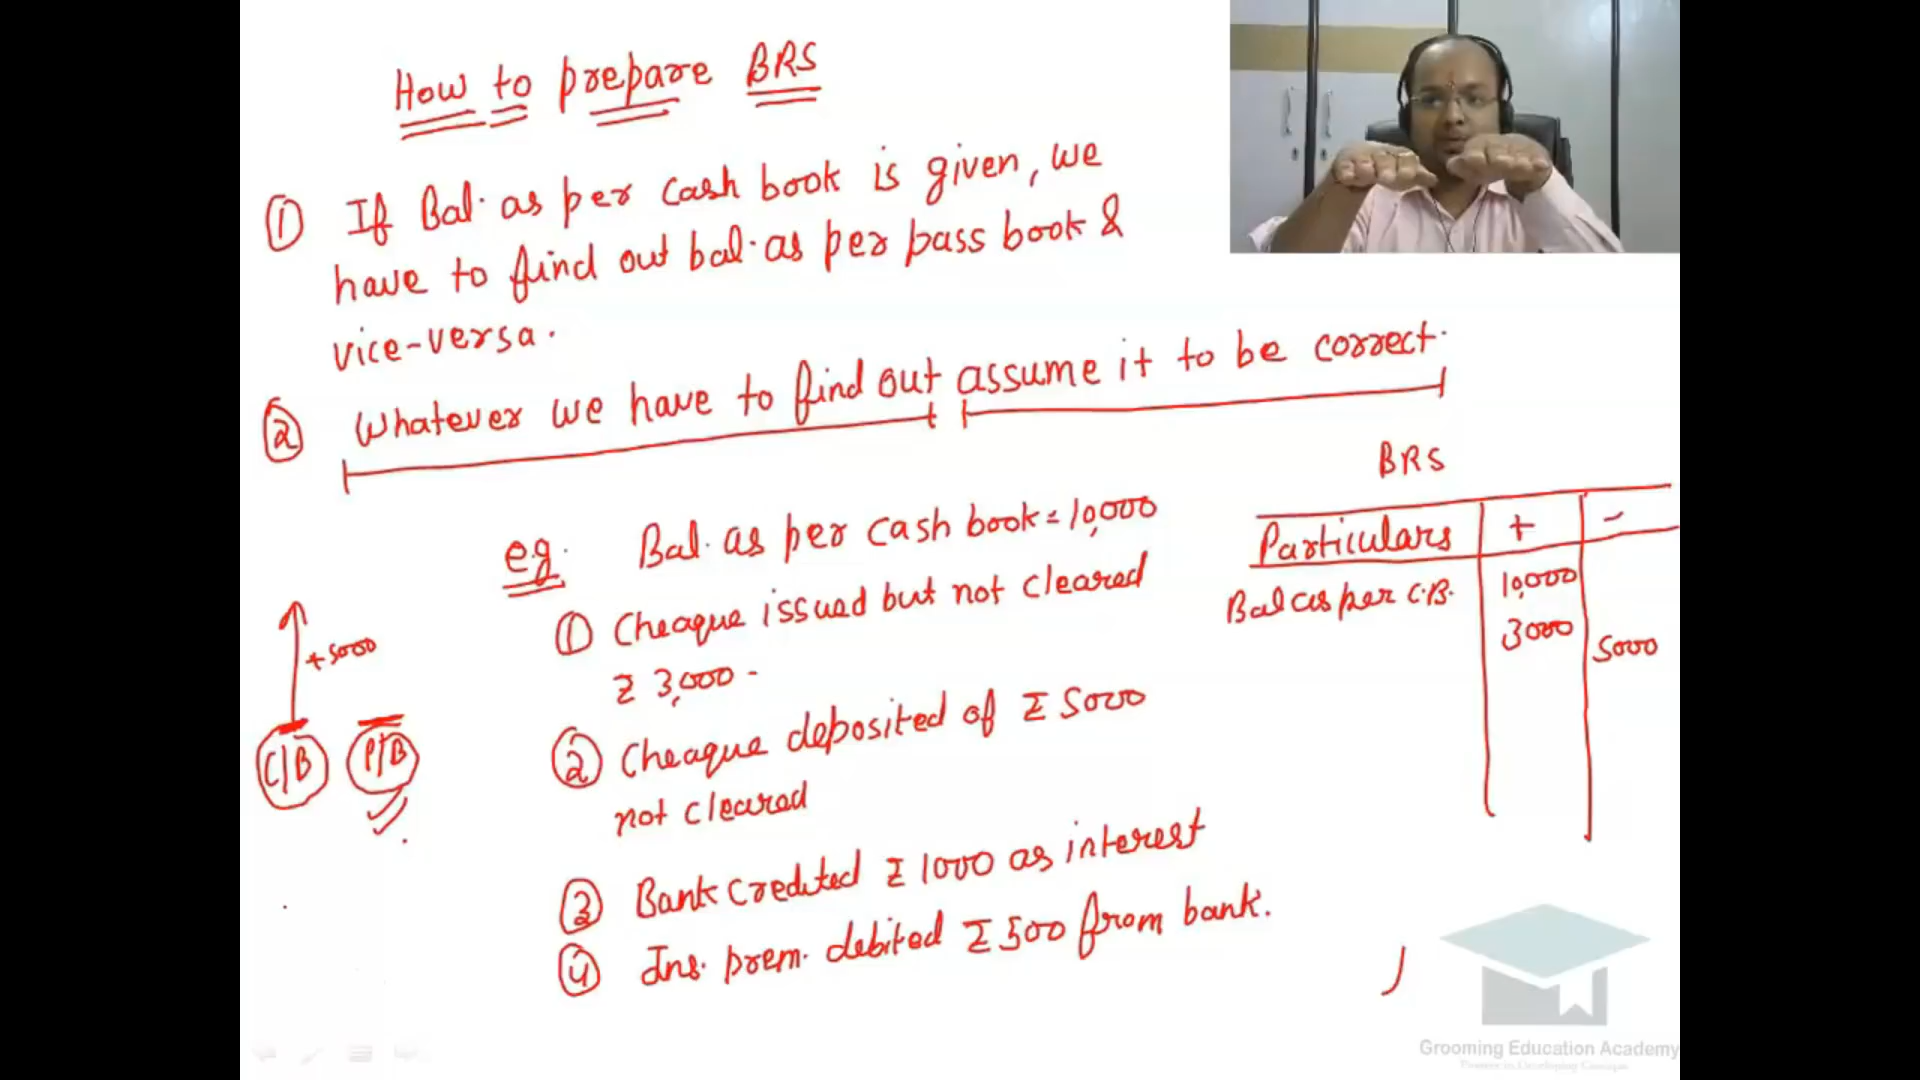 How to prepare BRS
① If Bal. as per cash book is given, we
have to find out bal. as per pass book &
vice-versa.
② Whatever we have to find out assume it to be correct.
BRS
Particulars + -
Bal as per C.B. 10,000
3000
5000
e.g. Bal. as per cash book = 10,000
① Cheaque issued but not cleared
₹ 3,000 -
② Cheaque deposited of ₹ 5000
not cleared
③ Bank credited ₹ 1000 as interest
④ Ins. prem. debited ₹ 500 from bank.
+5000
C/B P/B
Grooming Education Academy